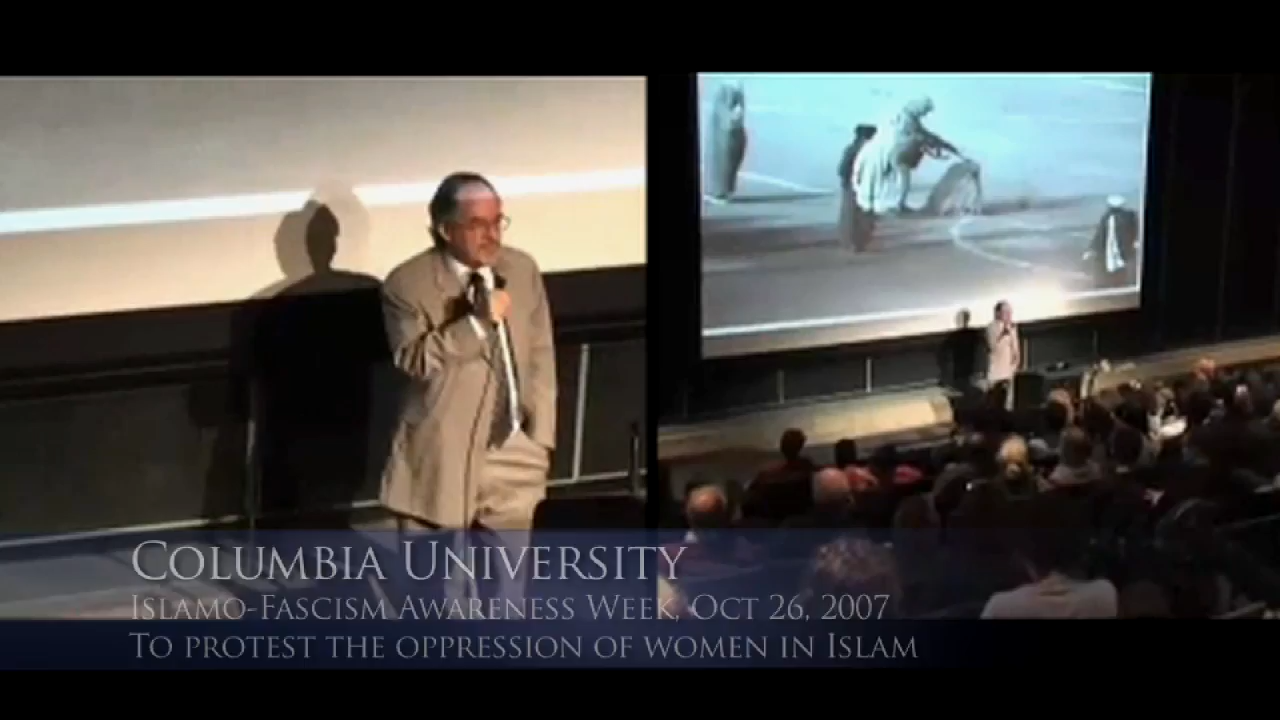 Columbia University
Islamo-Fascism Awareness Week, Oct 26, 2007
To protest the oppression of women in Islam